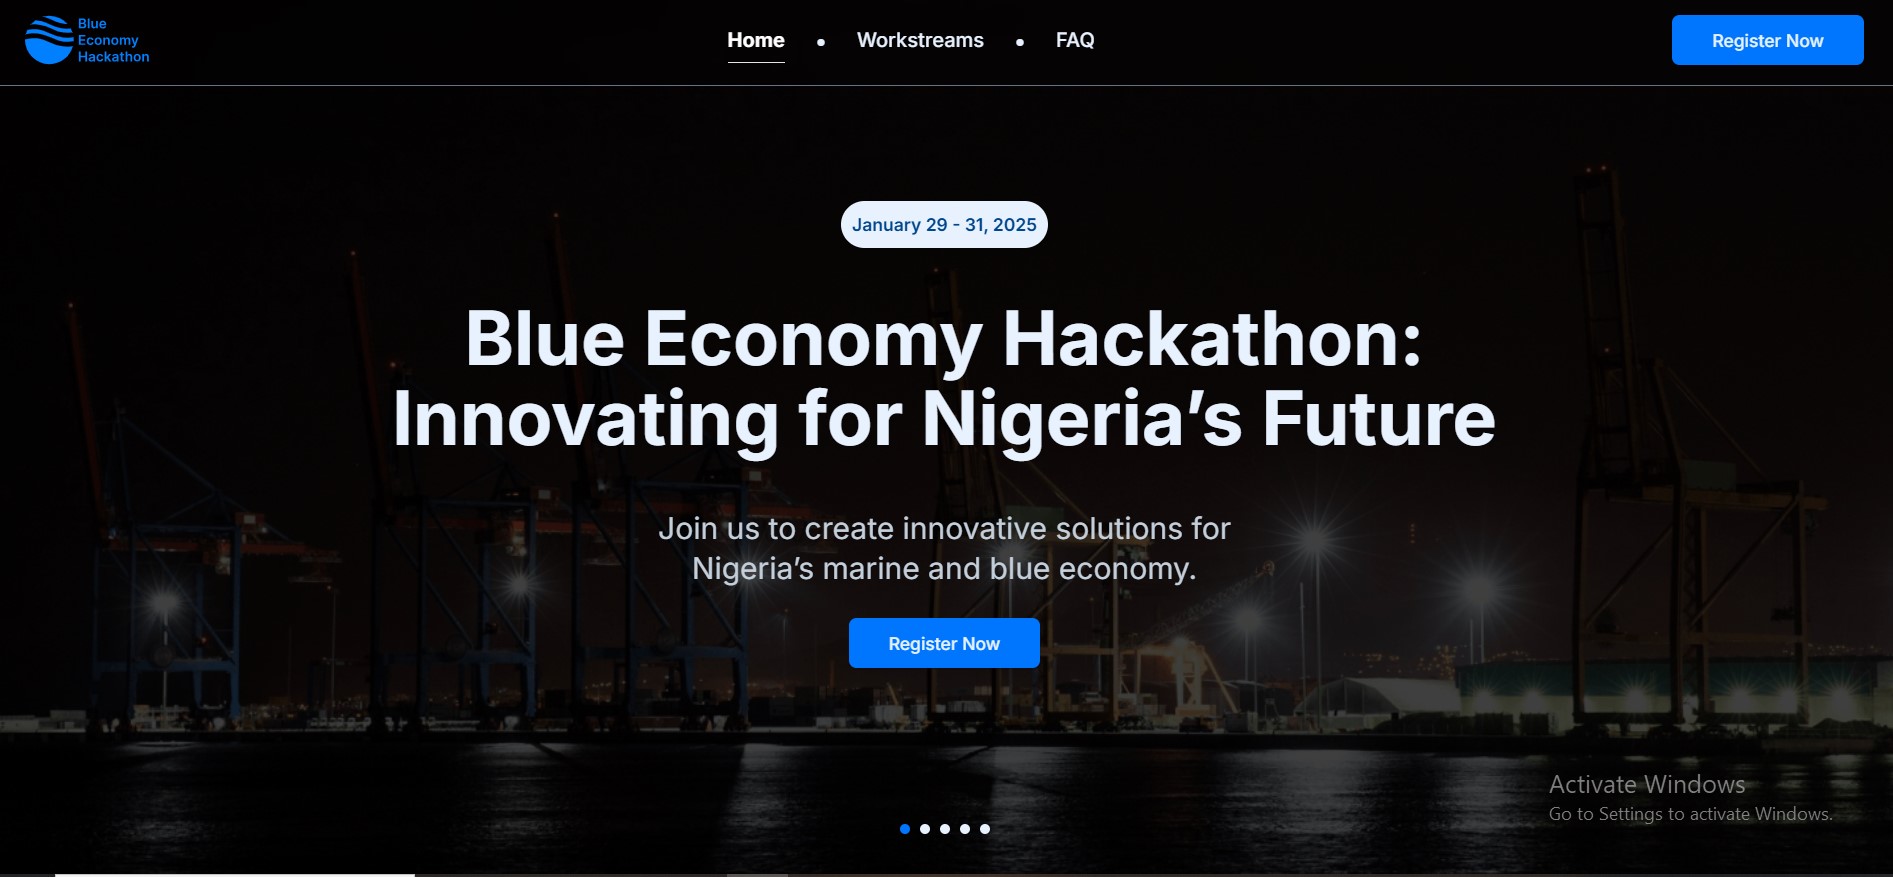 Blue
Economy
Hackathon
Home • Workstreams • FAQ
Register Now
January 29 - 31, 2025
Blue Economy Hackathon:
Innovating for Nigeria’s Future
Join us to create innovative solutions for
Nigeria’s marine and blue economy.
Register Now
Activate Windows
Go to Settings to activate Windows.